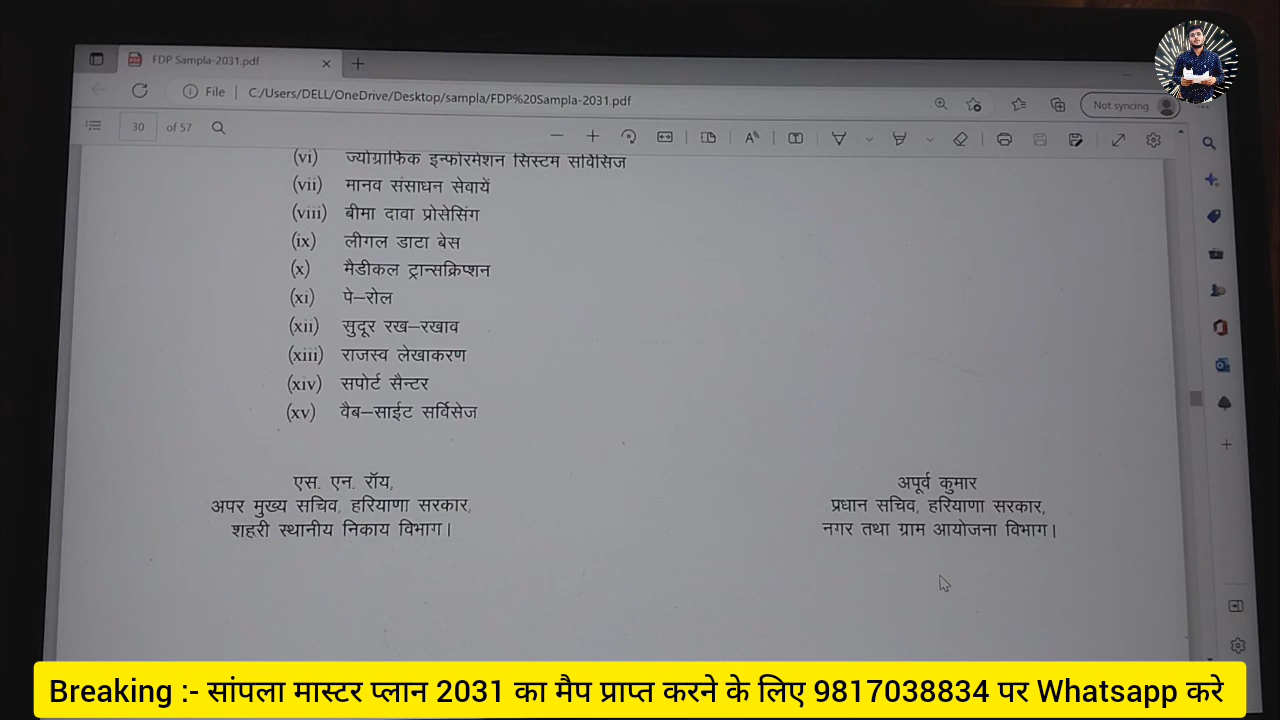 FDP Sampla-2031.pdf
File | C:/Users/DELL/OneDrive/Desktop/sampla/FDP%20Sampla-2031.pdf
Not syncing
30 of 57
(vi) ज्योग्राफिक इन्फोरमेशन सिस्टम सर्विसिज
(vii) मानव संसाधन सेवायें
(viii) बीमा दावा प्रोसेसिंग
(ix) लीगल डाटा बेस
(x) मैडीकल ट्रान्सक्रिप्शन
(xi) पे–रोल
(xii) सुदूर रख–रखाव
(xiii) राजस्व लेखाकरण
(xiv) सपोर्ट सैन्टर
(xv) वैब–साईट सर्विसेज
एस. एन. रॉय,
अपर मुख्य सचिव, हरियाणा सरकार,
शहरी स्थानीय निकाय विभाग।
अपूर्व कुमार
प्रधान सचिव, हरियाणा सरकार,
नगर तथा ग्राम आयोजना विभाग।
Breaking :- सांपला मास्टर प्लान 2031 का मैप प्राप्त करने के लिए 9817038834 पर Whatsapp करे